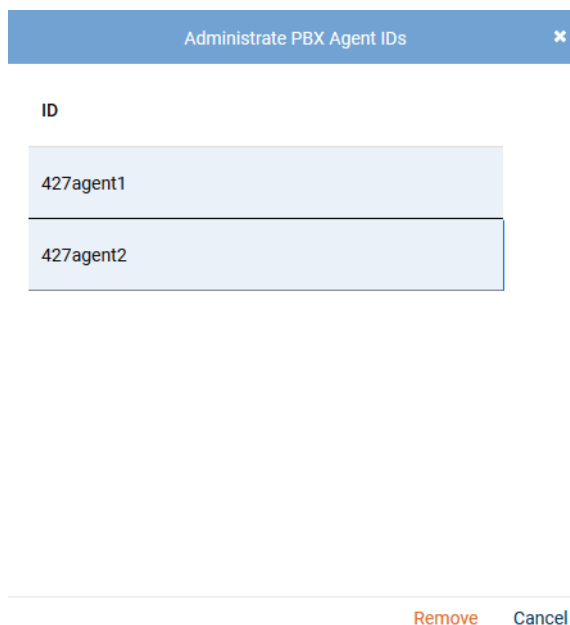 Administrate PBX Agent IDs
ID
427agent1
427agent2
Remove Cancel